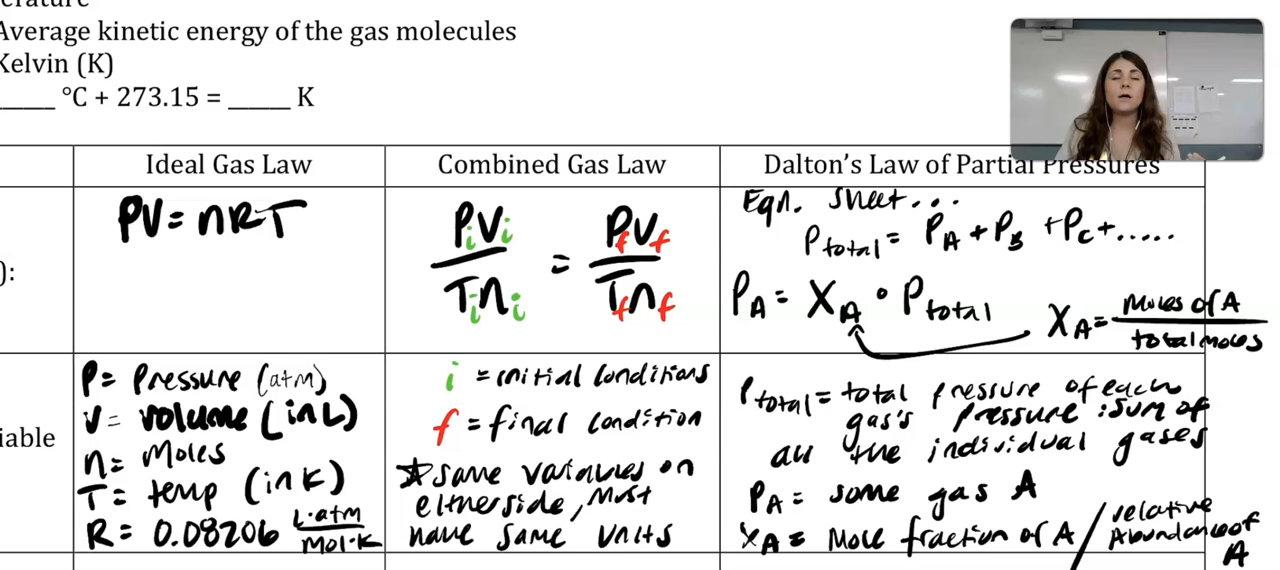 erature
Average kinetic energy of the gas molecules
Kelvin (K)
_____ °C + 273.15 = _____ K
Ideal Gas Law
Combined Gas Law
Dalton's Law of Partial Pressures
):
PV = nRT
PiVi / Tini = PfVf / Tfnf
Eqn. Sheet...
Ptotal = PA + PB + PC + .....
PA = XA • Ptotal
XA = Moles of A / total moles
iable
P = Pressure (atm)
V = volume (in L)
n = Moles
T = temp (in K)
R = 0.08206 L·atm / mol·K
i = initial conditions
f = final condition
☆ same variables on
either side, must
have same units
Ptotal = total pressure of each
gas's pressure : sum of
all the individual gases
PA = some gas A
XA = Mole fraction of A / relative
Abundance of
A